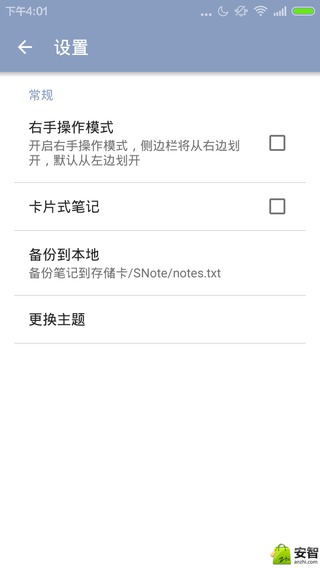 下午4:01
设置
常规
右手操作模式
开启右手操作模式，侧边栏将从右边划
开，默认从左边划开
卡片式笔记
备份到本地
备份笔记到存储卡/SNote/notes.txt
更换主题
安智
anzhi.com